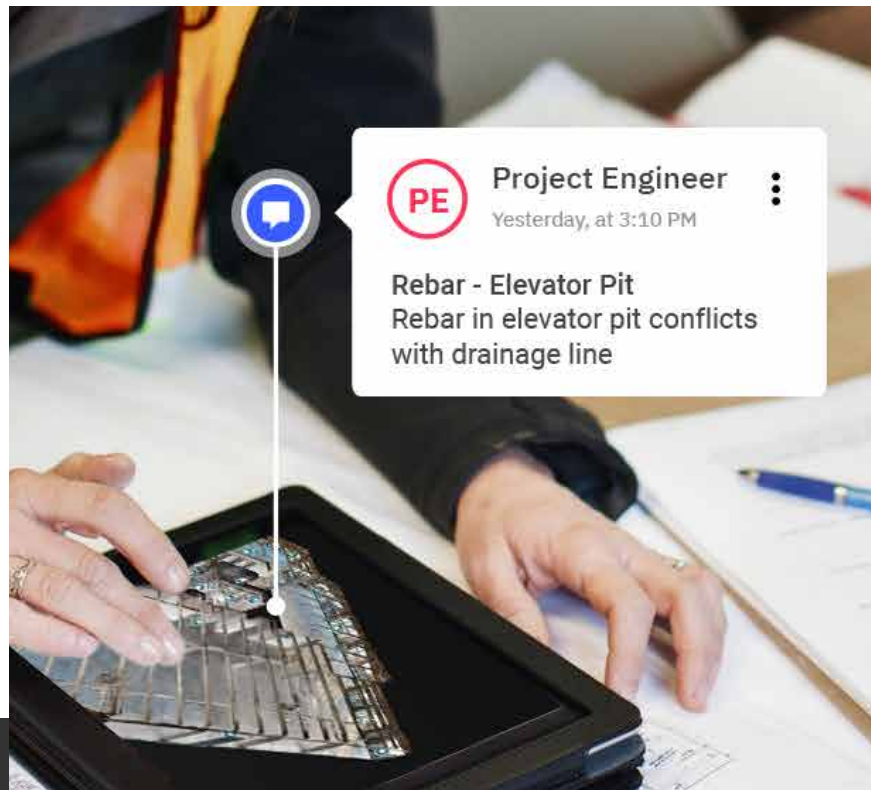 PE
Project Engineer
Yesterday, at 3:10 PM
Rebar - Elevator Pit
Rebar in elevator pit conflicts
with drainage line